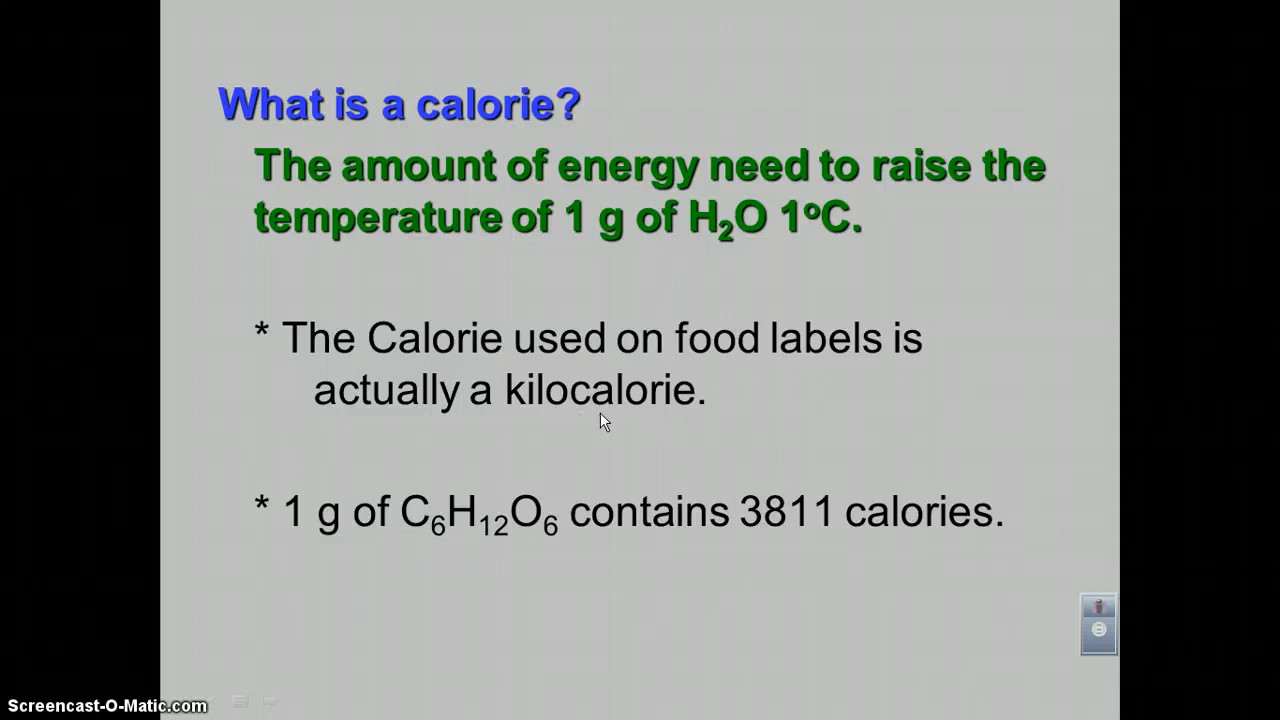 What is a calorie?
The amount of energy need to raise the
temperature of 1 g of H₂O 1ᵒC.
* The Calorie used on food labels is
actually a kilocalorie.
* 1 g of C₆H₁₂O₆ contains 3811 calories.
Screencast-O-Matic.com